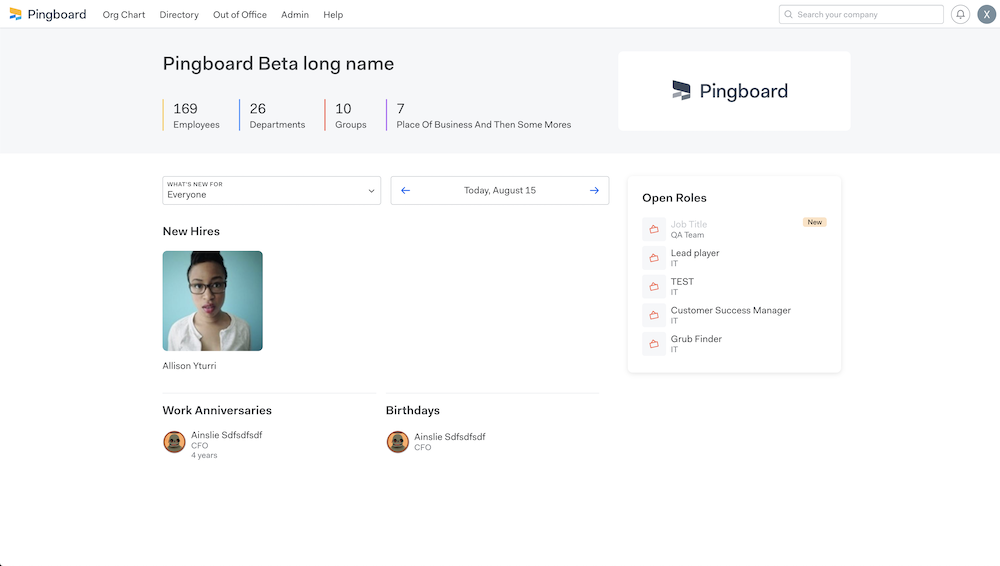 Pingboard Org Chart Directory Out of Office Admin Help Search your company X
Pingboard Beta long name
169 26 10 7
Employees Departments Groups Place Of Business And Then Some Mores
Pingboard
WHAT'S NEW FOR
Everyone
Today, August 15
New Hires
Allison Yturri
Work Anniversaries
Ainslie Sdfsdfsdf
CFO
4 years
Birthdays
Ainslie Sdfsdfsdf
CFO
Open Roles
Job Title New
QA Team
Lead player
IT
TEST
IT
Customer Success Manager
IT
Grub Finder
IT